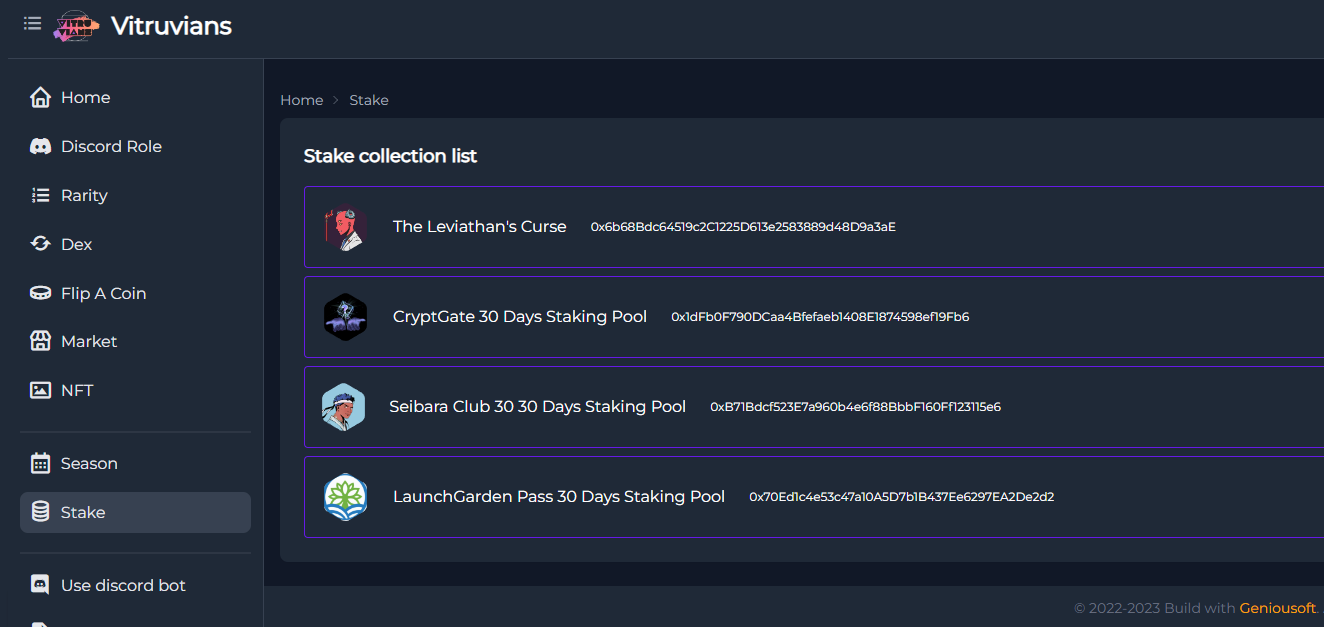 Vitruvians
Home
Discord Role
Rarity
Dex
Flip A Coin
Market
NFT
Season
Stake
Use discord bot
Home > Stake
Stake collection list
The Leviathan's Curse 0x6b68Bdc64519c2C1225D613e2583889d48D9a3aE
CryptGate 30 Days Staking Pool 0x1dFb0F790DCaa4Bfefaeb1408E1874598ef19Fb6
Seibara Club 30 30 Days Staking Pool 0xB71Bdcf523E7a960b4e6f88BbbF160Ff123115e6
LaunchGarden Pass 30 Days Staking Pool 0x70Ed1c4e53c47a10A5D7b1B437Ee6297EA2De2d2
© 2022-2023 Build with Geniousoft.